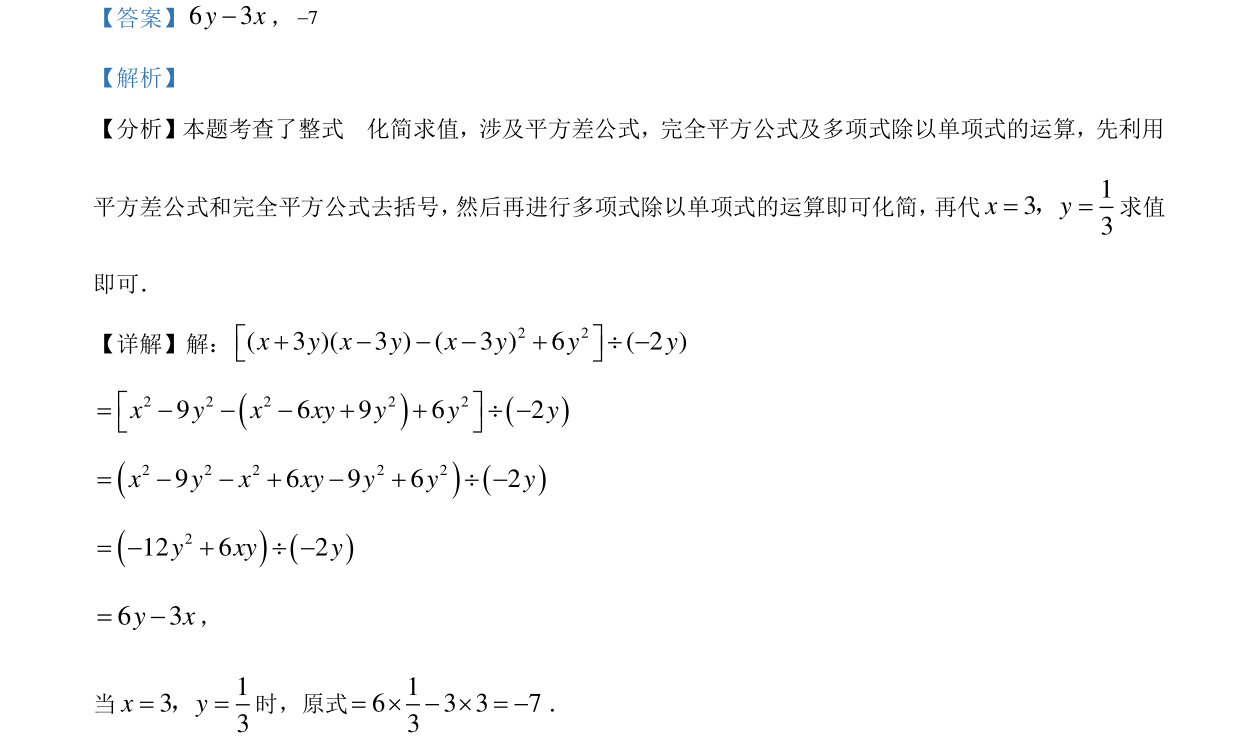 【答案】6y−3x，−7
【解析】
【分析】本题考查了整式 化简求值，涉及平方差公式，完全平方公式及多项式除以单项式的运算，先利用
平方差公式和完全平方公式去括号，然后再进行多项式除以单项式的运算即可化简，再代 x=3，y=1/3 求值
即可．
【详解】解：[(x+3y)(x−3y)−(x−3y)²+6y²]÷(−2y)
=[x²−9y²−(x²−6xy+9y²)+6y²]÷(−2y)
=(x²−9y²−x²+6xy−9y²+6y²)÷(−2y)
=(−12y²+6xy)÷(−2y)
=6y−3x，
当 x=3，y=1/3 时，原式=6×1/3−3×3=−7．